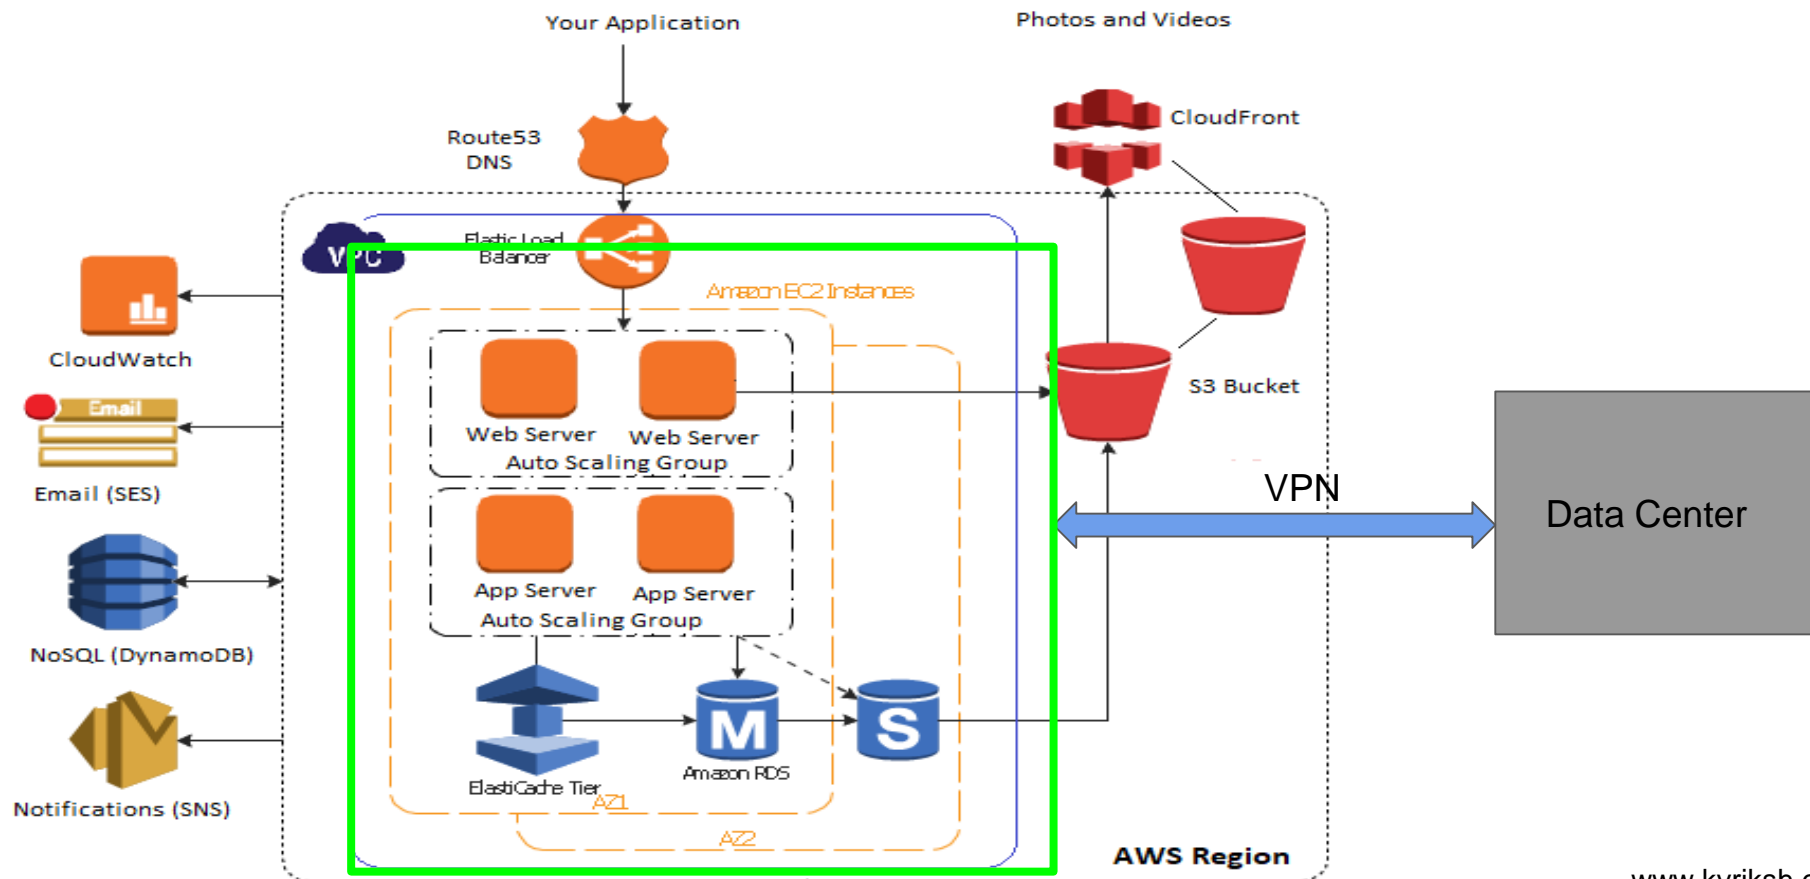 Your Application
Photos and Videos
CloudFront
Route53
DNS
VPC
Elastic Load
Balancer
Amazon EC2 Instances
CloudWatch
Web Server
Web Server
Auto Scaling Group
S3 Bucket
Email
Email (SES)
VPN
Data Center
App Server
App Server
Auto Scaling Group
NoSQL (DynamoDB)
M
S
Amazon RDS
ElastiCache Tier
AZ1
Notifications (SNS)
AZ2
AWS Region